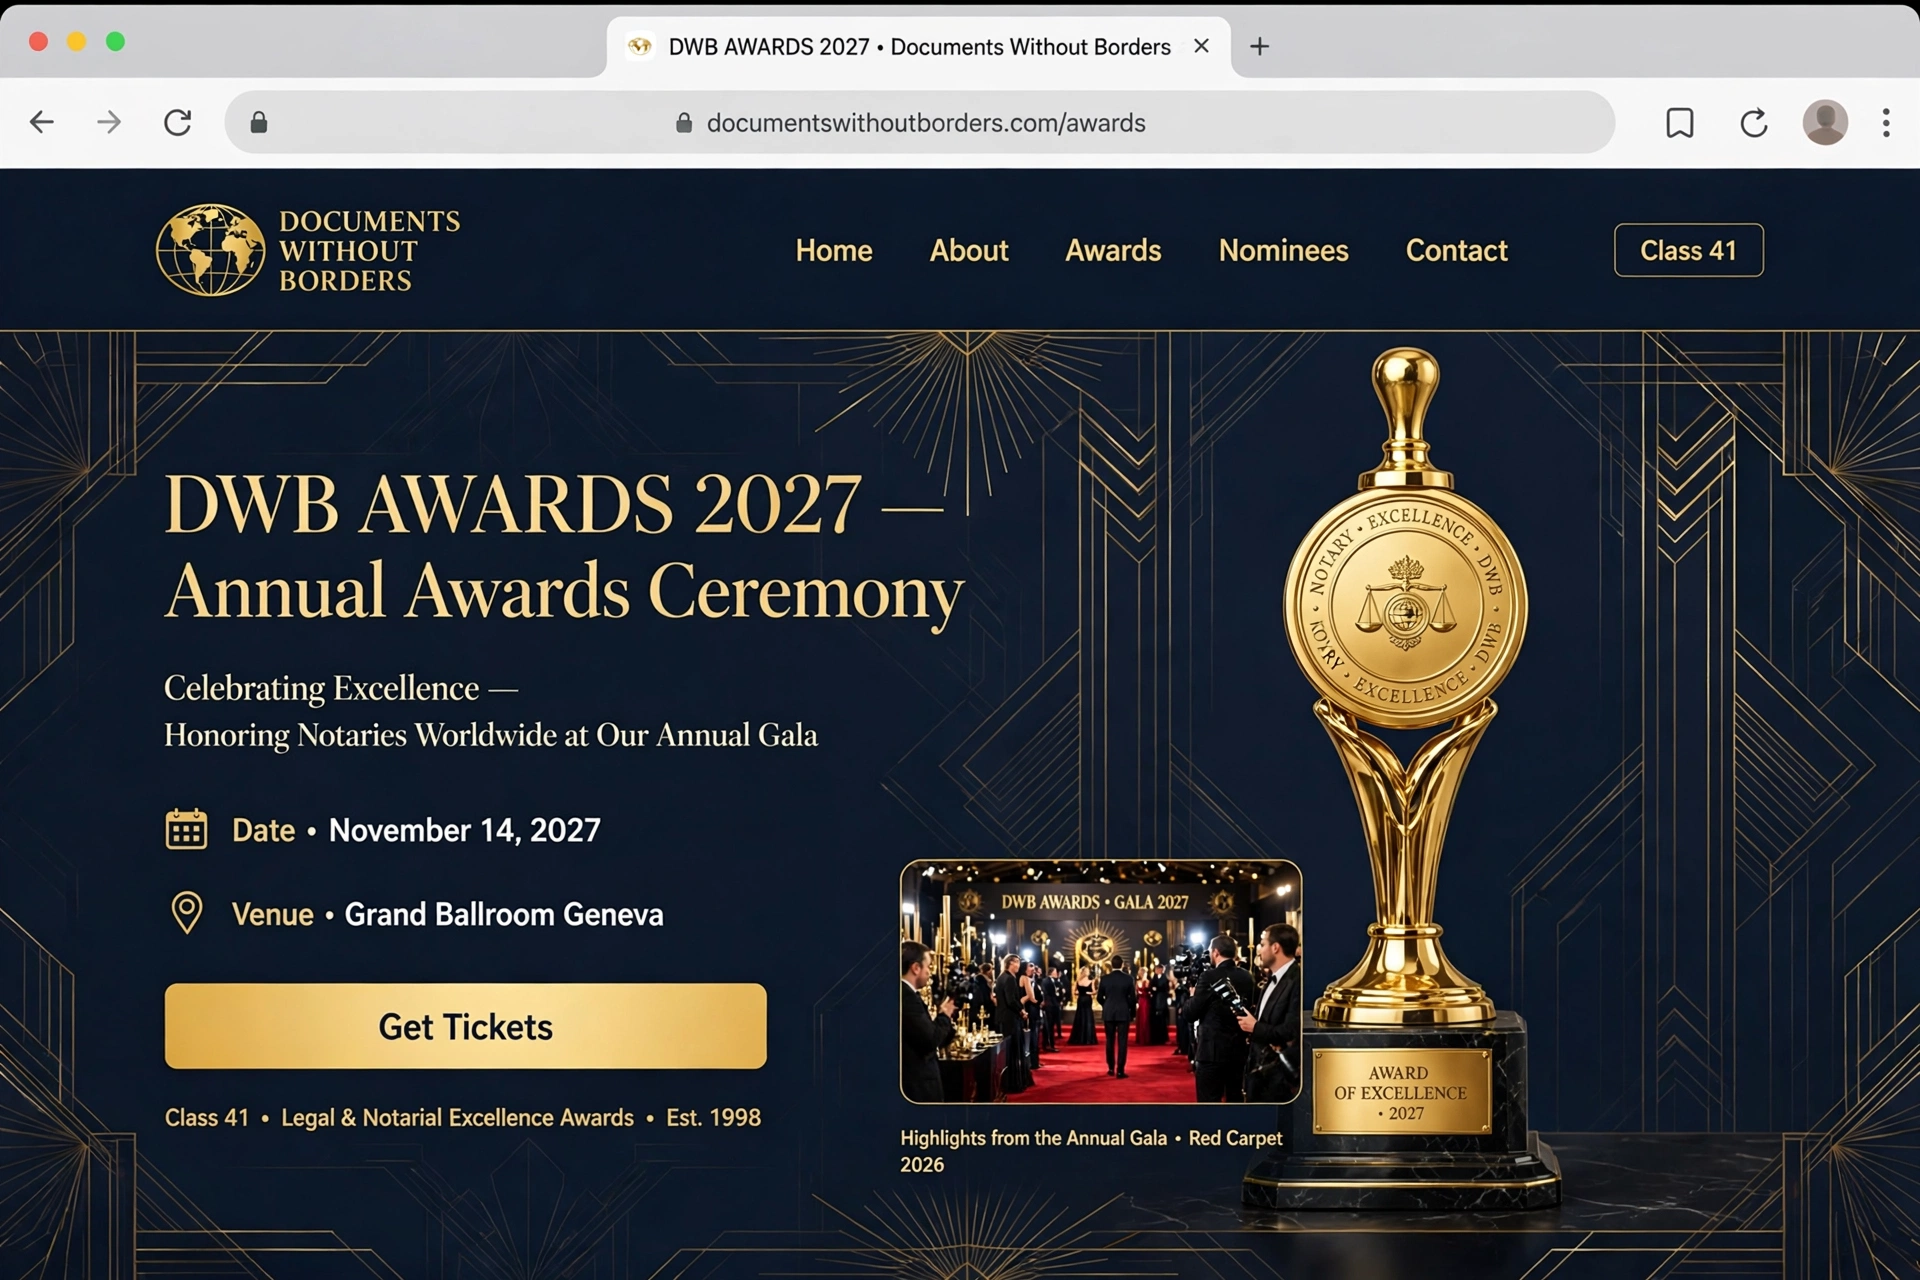 DWB AWARDS 2027 • Documents Without Borders
documentswithoutborders.com/awards
DOCUMENTS
WITHOUT
BORDERS
Home
About
Awards
Nominees
Contact
Class 41
DWB AWARDS 2027 —
Annual Awards Ceremony
Celebrating Excellence —
Honoring Notaries Worldwide at Our Annual Gala
Date • November 14, 2027
Venue • Grand Ballroom Geneva
Get Tickets
Class 41 • Legal & Notarial Excellence Awards • Est. 1998
DWB AWARDS • GALA 2027
Highlights from the Annual Gala • Red Carpet
2026
• NOTARY • EXCELLENCE • DWB •
DWB • EXCELLENCE •
AWARD
OF EXCELLENCE
• 2027